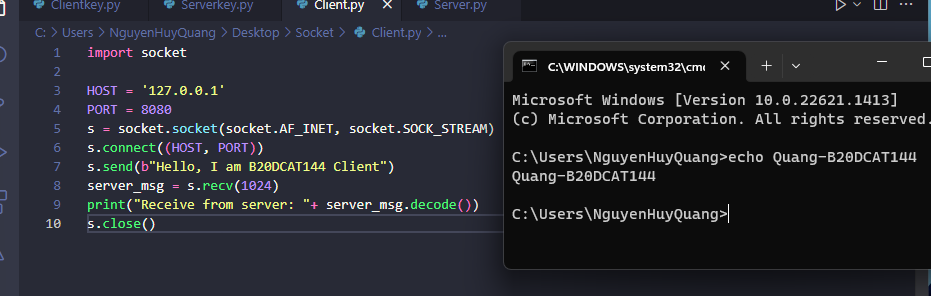 Clientkey.py Serverkey.py Client.py Server.py
C: > Users > NguyenHuyQuang > Desktop > Socket > Client.py > ...
1 import socket
2
3 HOST = '127.0.0.1'
4 PORT = 8080
5 s = socket.socket(socket.AF_INET, socket.SOCK_STREAM)
6 s.connect((HOST, PORT))
7 s.send(b"Hello, I am B20DCAT144 Client")
8 server_msg = s.recv(1024)
9 print("Receive from server: "+ server_msg.decode())
10 s.close()
C:\WINDOWS\system32\cmd
Microsoft Windows [Version 10.0.22621.1413]
(c) Microsoft Corporation. All rights reserved.
C:\Users\NguyenHuyQuang>echo Quang-B20DCAT144
Quang-B20DCAT144
C:\Users\NguyenHuyQuang>